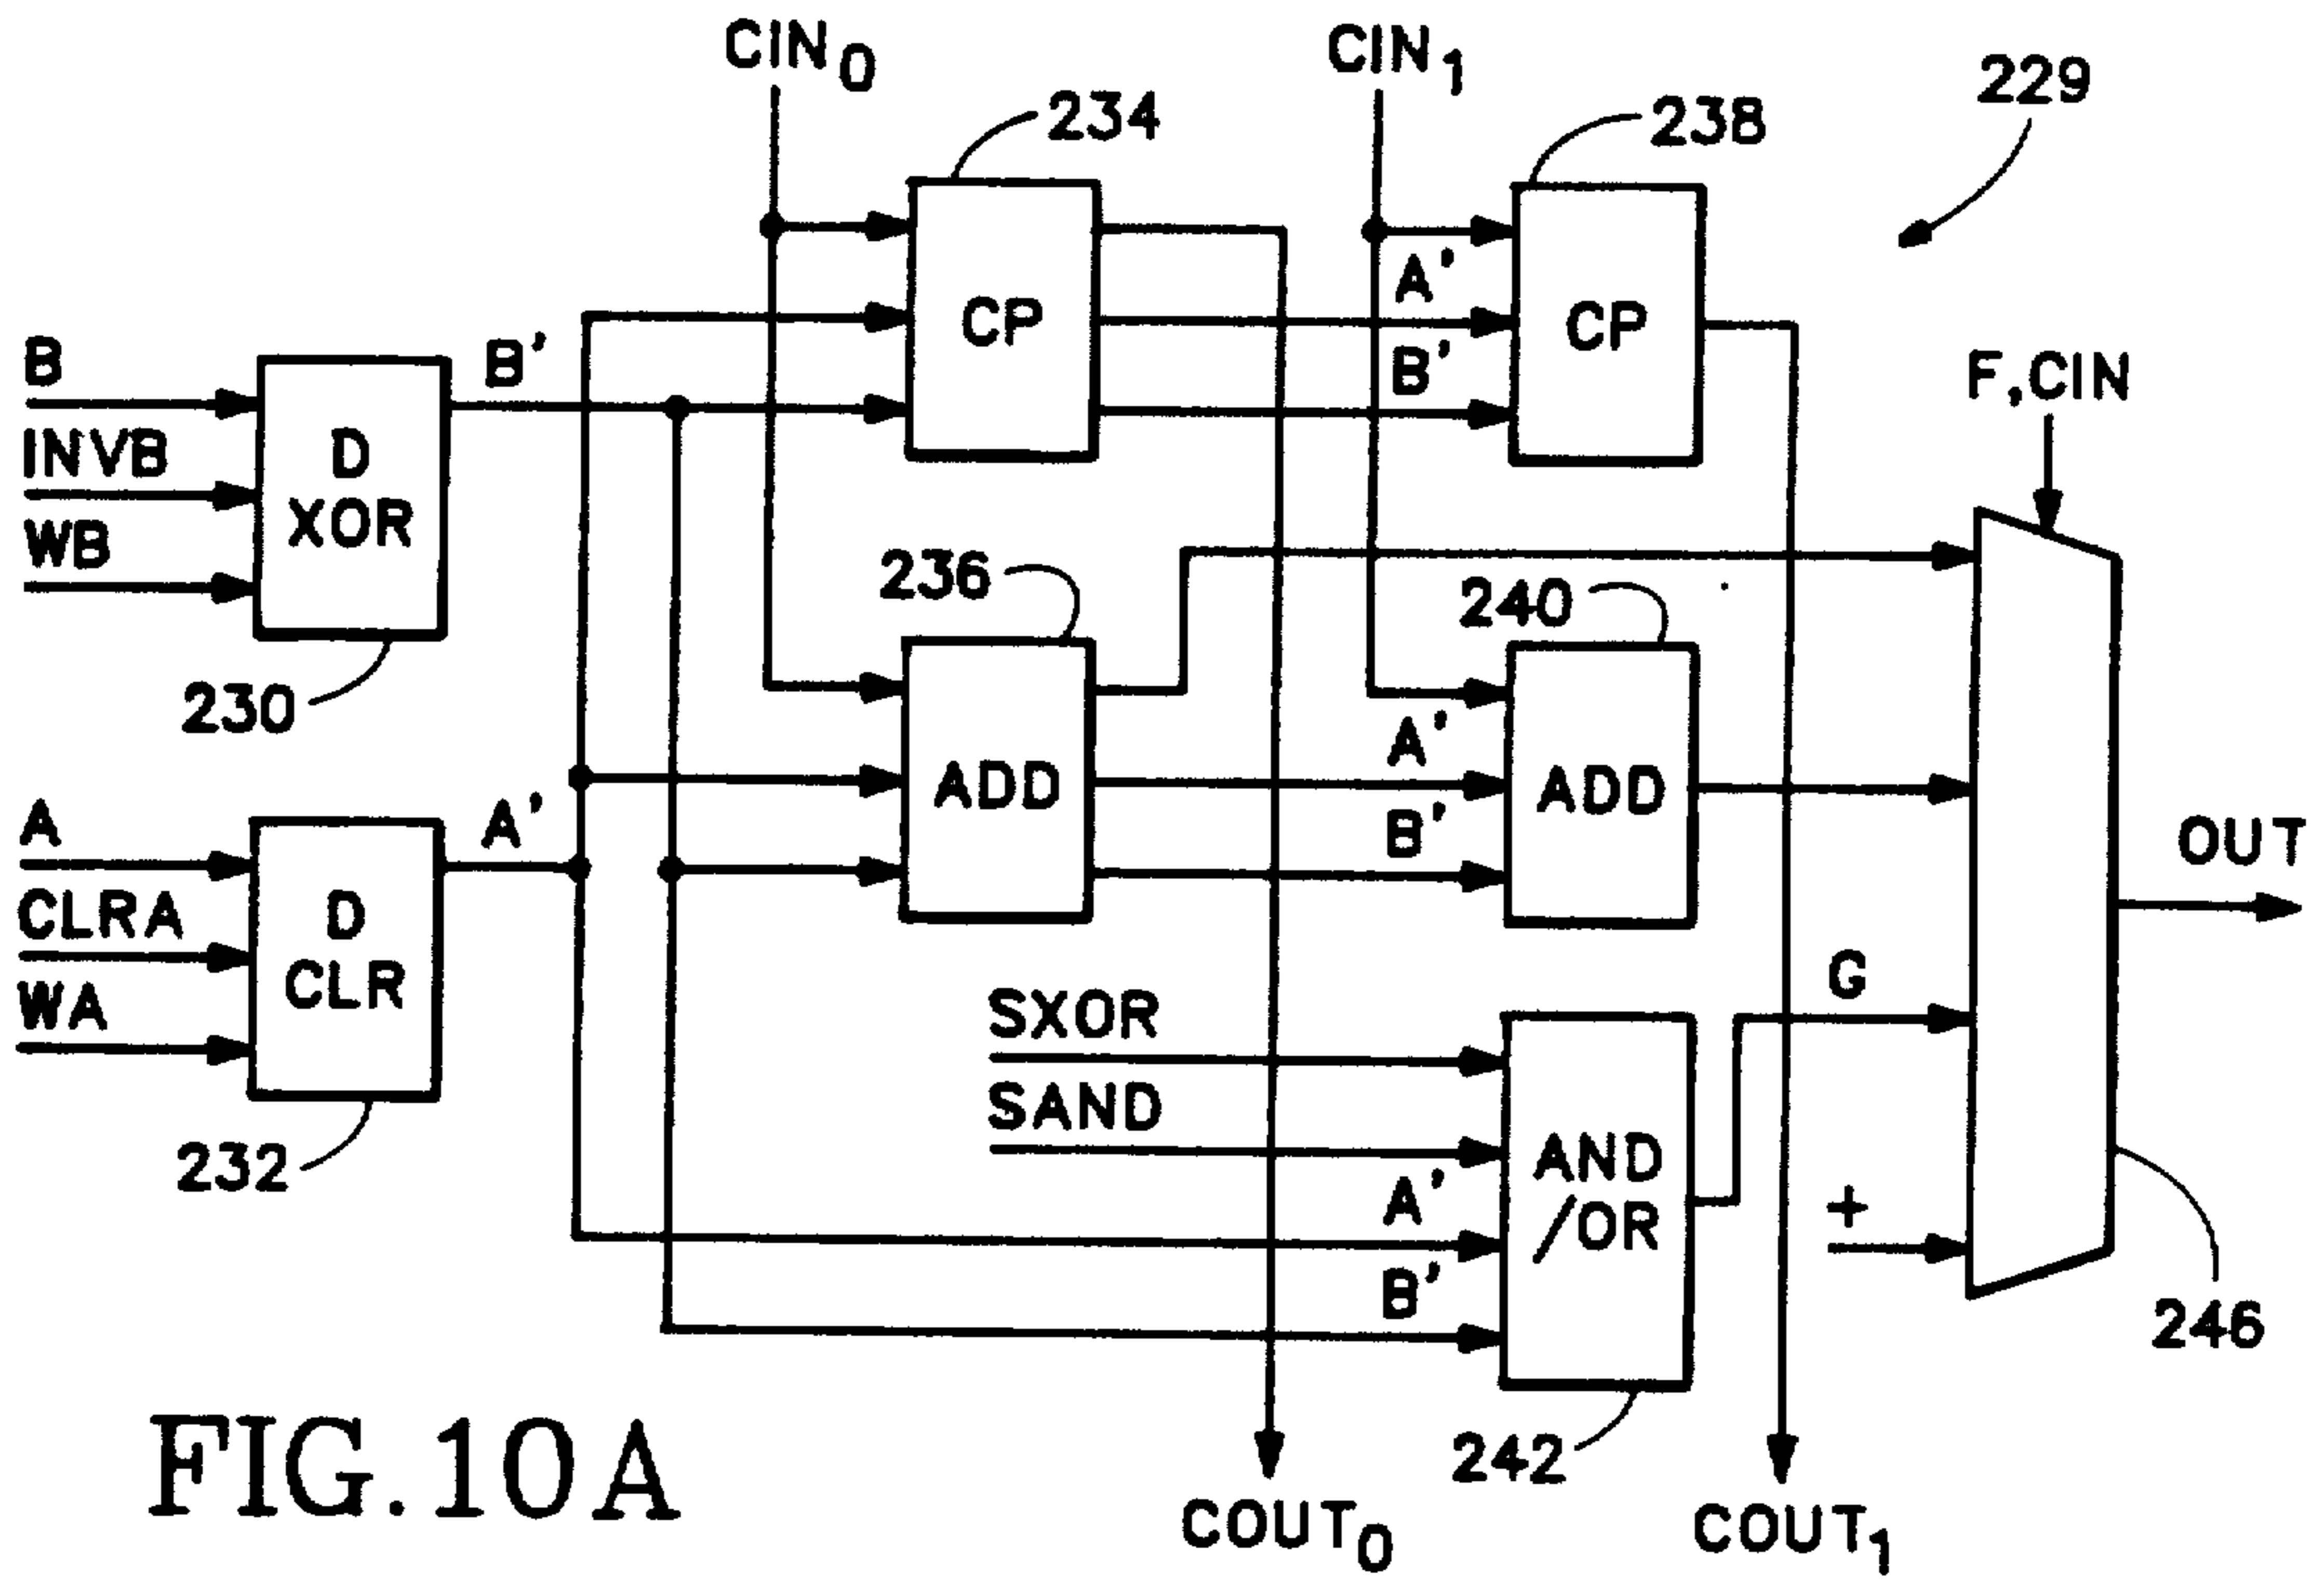 CIN0
CIN1
234
238
229
B
B'
INVB
WB
D
XOR
230
CP
A'
B'
CP
F,CIN
236
240
A
A'
CLRA
WA
D
CLR
232
ADD
A'
B'
ADD
OUT
SXOR
SAND
A'
B'
AND
/OR
G
+
246
242
COUT0
COUT1
FIG.10A